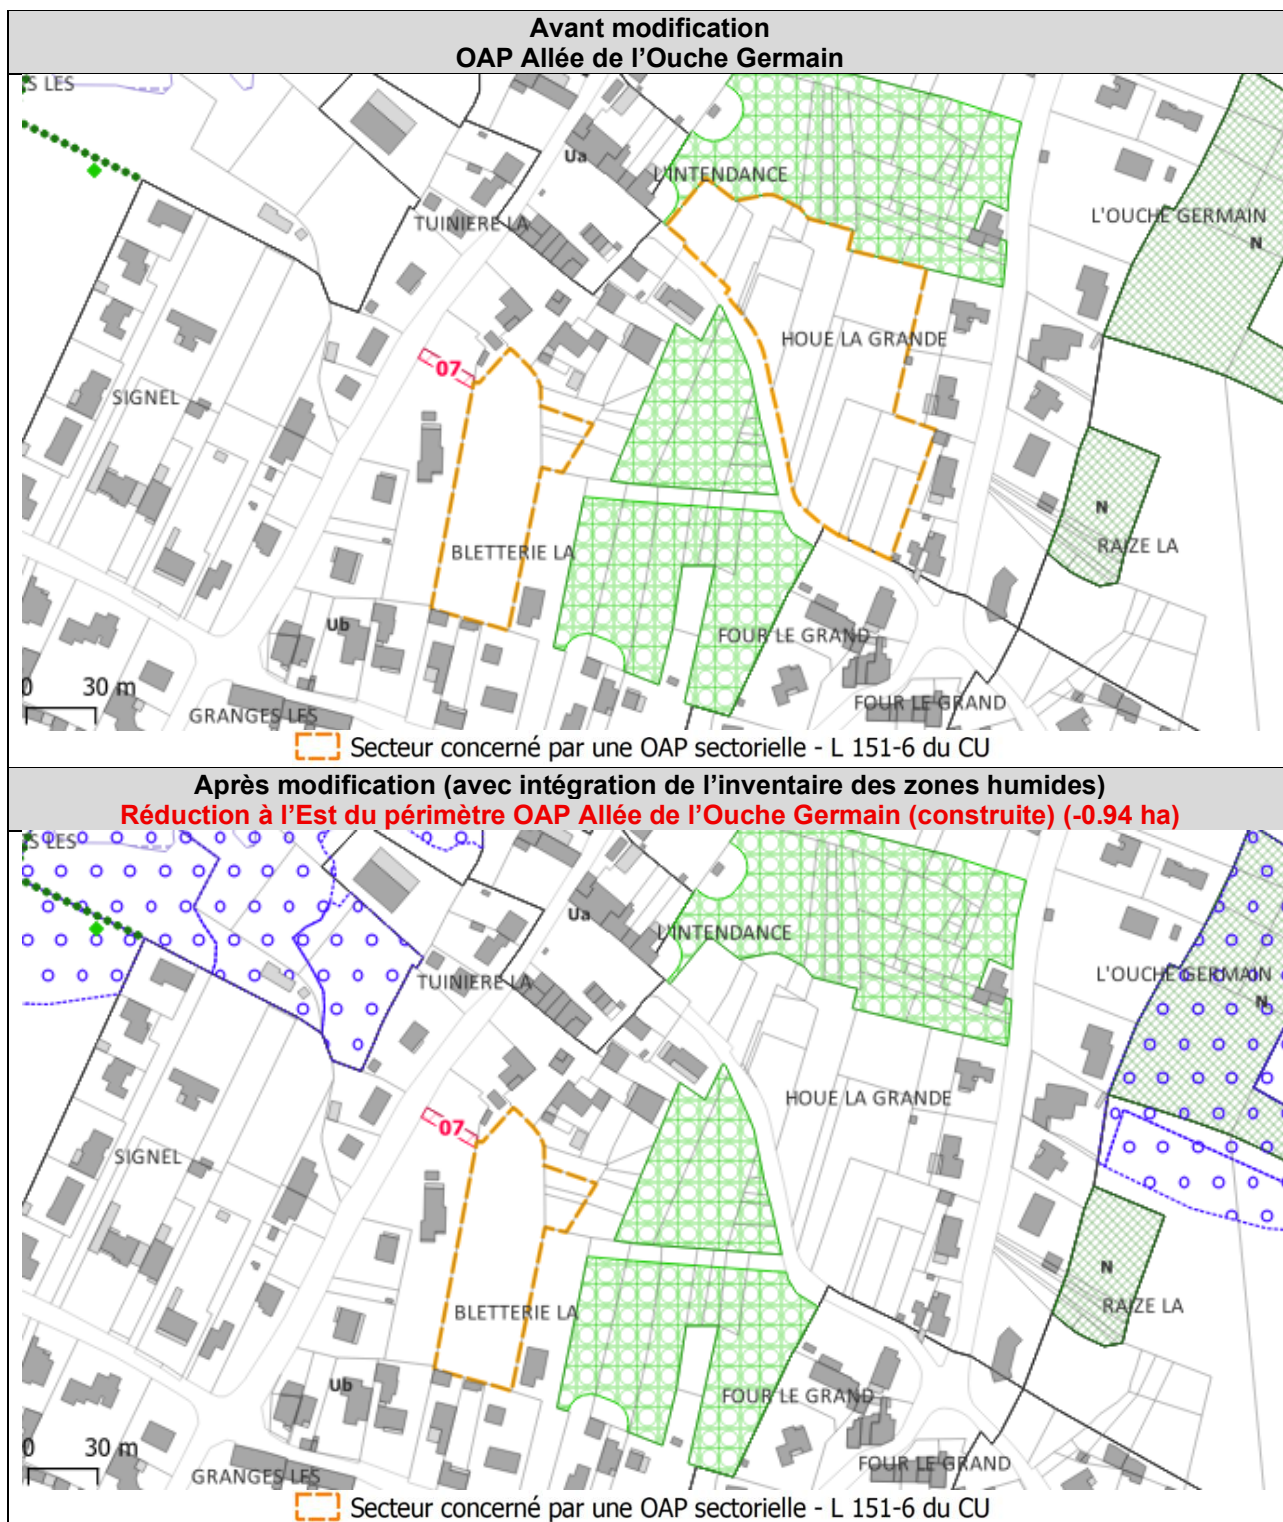 Avant modification
OAP Allée de l'Ouche Germain
S LES
Ua
L'INTENDANCE
TUINIERE LA
L'OUCHE GERMAIN
N
HOUE LA GRANDE
07
SIGNEL
N
BLETTERIE LA
RAIZE LA
Ub
FOUR LE GRAND
0 30 m
FOUR LE GRAND
GRANGES LES
Secteur concerné par une OAP sectorielle - L 151-6 du CU
Après modification (avec intégration de l'inventaire des zones humides)
Réduction à l'Est du périmètre OAP Allée de l'Ouche Germain (construite) (-0.94 ha)
S LES
Ua
L'INTENDANCE
TUINIERE LA
L'OUCHE GERMAIN
N
HOUE LA GRANDE
07
SIGNEL
N
BLETTERIE LA
RAIZE LA
Ub
FOUR LE GRAND
0 30 m
FOUR LE GRAND
GRANGES LES
Secteur concerné par une OAP sectorielle - L 151-6 du CU